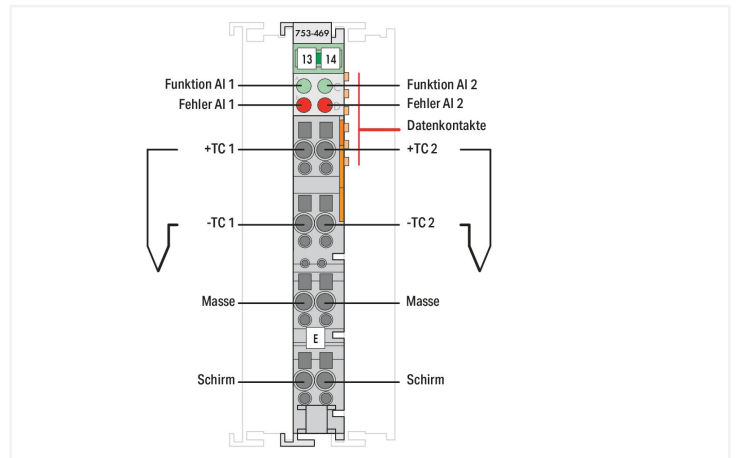 753-469
13 14
Funktion AI 1
A C
Funktion AI 2
Fehler AI 1
D
Fehler AI 2
Datenkontakte
+TC 1
+TC 2
-TC 1
-TC 2
Masse
Masse
E
Schirm
Schirm